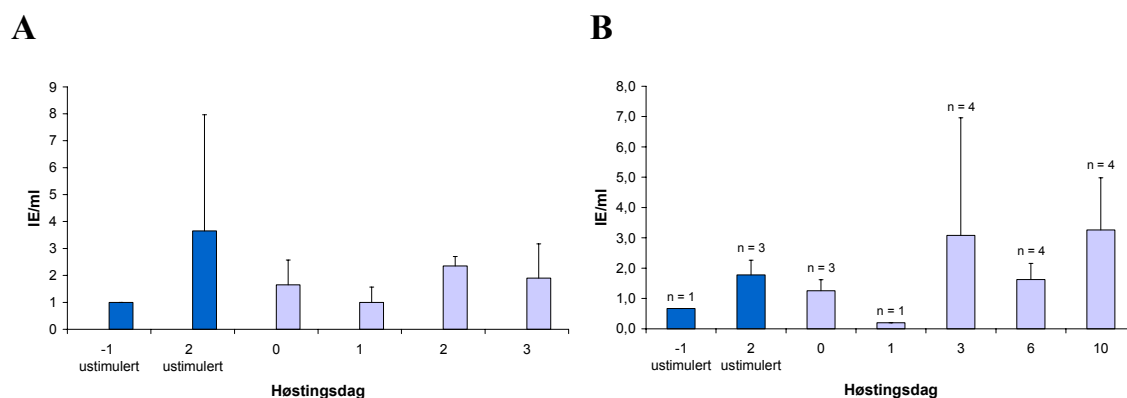 A
B
9
8
7
6
5
4
3
2
1
0
IE/ml
-1 2 0 1 2 3
ustimulert ustimulert
Høstingsdag
8,0
7,0
6,0
5,0
4,0
3,0
2,0
1,0
0,0
IE/ml
n = 1
n = 3
n = 3
n = 1
n = 4
n = 4
n = 4
-1 2 0 1 3 6 10
ustimulert ustimulert
Høstingsdag